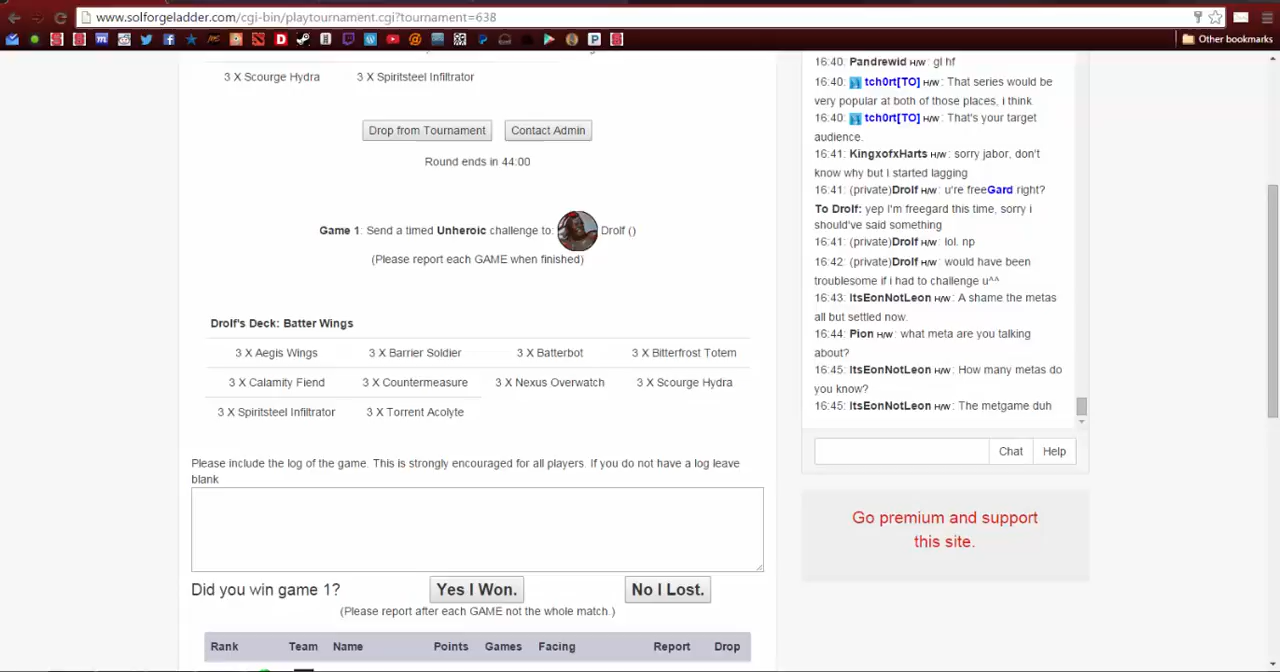 www.solforgeladder.com/cgi-bin/playtournament.cgi?tournament=638
Other bookmarks
3 X Scourge Hydra 3 X Spiritsteel Infiltrator
Drop from Tournament Contact Admin
Round ends in 44:00
Game 1: Send a timed Unheroic challenge to: Drolf ()
(Please report each GAME when finished)
Drolf's Deck: Batter Wings
3 X Aegis Wings 3 X Barrier Soldier 3 X Batterbot 3 X Bitterfrost Totem
3 X Calamity Fiend 3 X Countermeasure 3 X Nexus Overwatch 3 X Scourge Hydra
3 X Spiritsteel Infiltrator 3 X Torrent Acolyte
Please include the log of the game. This is strongly encouraged for all players. If you do not have a log leave
blank
Did you win game 1? Yes I Won. No I Lost.
(Please report after each GAME not the whole match.)
Rank Team Name Points Games Facing Report Drop
16:40: Pandrewid H/W: gl hf
16:40: tch0rt[TO] H/W: That series would be
very popular at both of those places, i think.
16:40: tch0rt[TO] H/W: That's your target
audience.
16:41: KingxofxHarts H/W: sorry jabor, don't
know why but I started lagging
16:41: (private)Drolf H/W: u're freeGard right?
To Drolf: yep I'm freegard this time, sorry i
should've said something
16:41: (private)Drolf H/W: lol. np
16:42: (private)Drolf H/W: would have been
troublesome if i had to challenge u^^
16:43: ItsEonNotLeon H/W: A shame the metas
all but settled now.
16:44: Pion H/W: what meta are you talking
about?
16:45: ItsEonNotLeon H/W: How many metas do
you know?
16:45: ItsEonNotLeon H/W: The metgame duh
Chat Help
Go premium and support
this site.